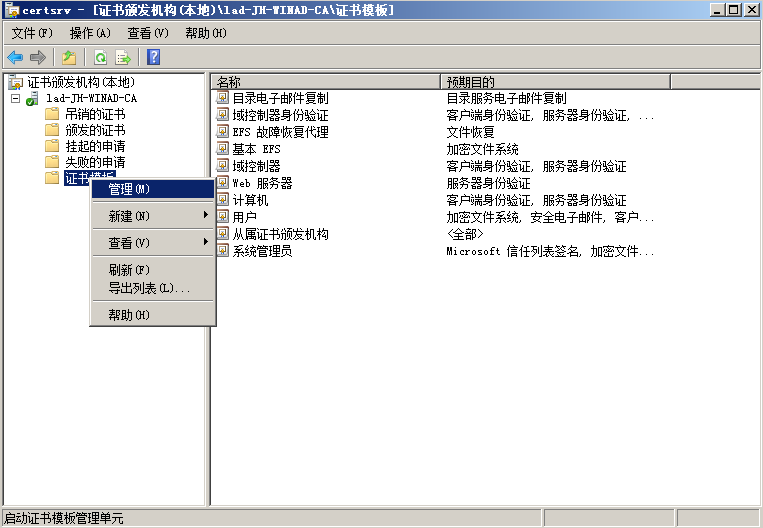 certsrv - [证书颁发机构(本地)\lad-JH-WINAD-CA\证书模板]
文件(F) 操作(A) 查看(V) 帮助(H)
证书颁发机构(本地)
lad-JH-WINAD-CA
吊销的证书
颁发的证书
挂起的申请
失败的申请
证书模板
管理(M)
新建(N)
查看(V)
刷新(F)
导出列表(L)...
帮助(H)
名称 预期目的
目录电子邮件复制 目录服务电子邮件复制
域控制器身份验证 客户端身份验证, 服务器身份验证, ...
EFS 故障恢复代理 文件恢复
基本 EFS 加密文件系统
域控制器 客户端身份验证, 服务器身份验证
Web 服务器 服务器身份验证
计算机 客户端身份验证, 服务器身份验证
用户 加密文件系统, 安全电子邮件, 客户...
从属证书颁发机构 <全部>
系统管理员 Microsoft 信任列表签名, 加密文件...
启动证书模板管理单元